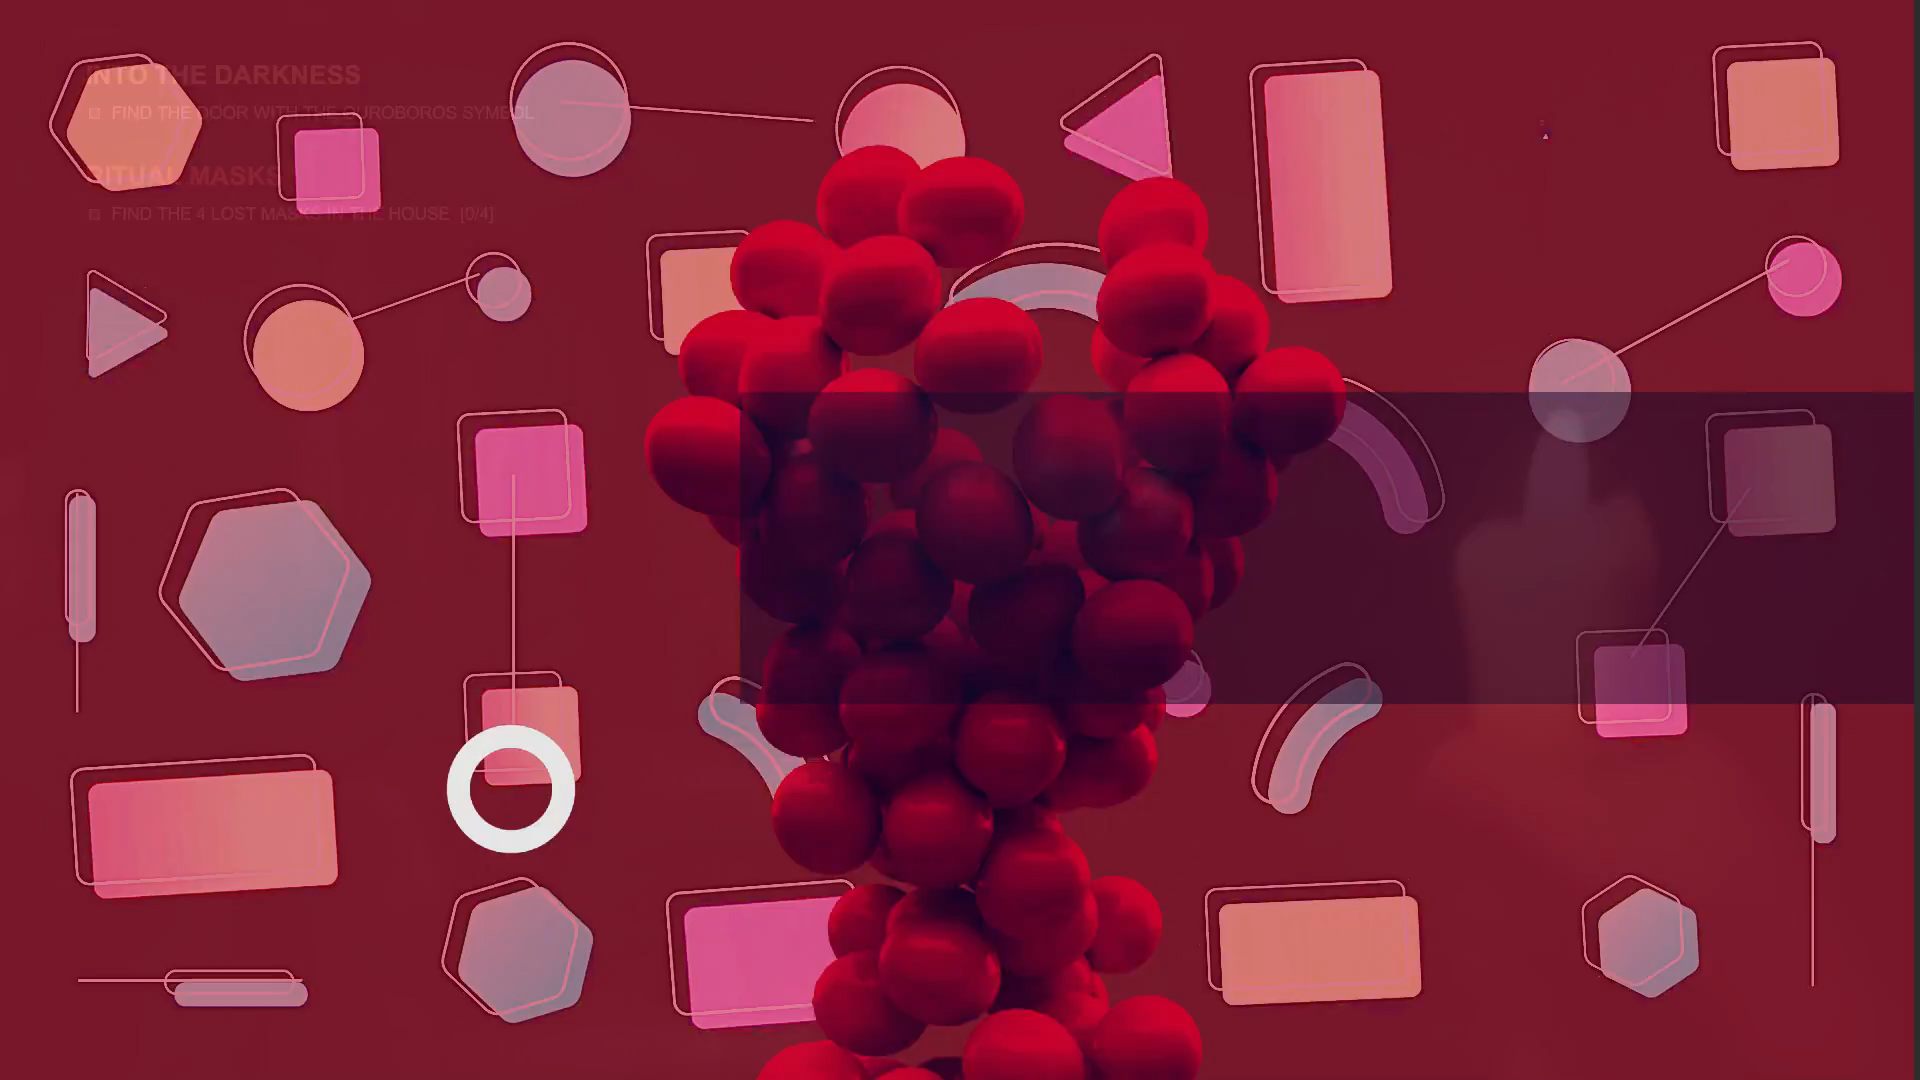 INTO THE DARKNESS
FIND THE DOOR WITH THE OUROBOROS SYMBOL
RITUAL MASKS
FIND THE 4 LOST MASKS IN THE HOUSE [0/4]